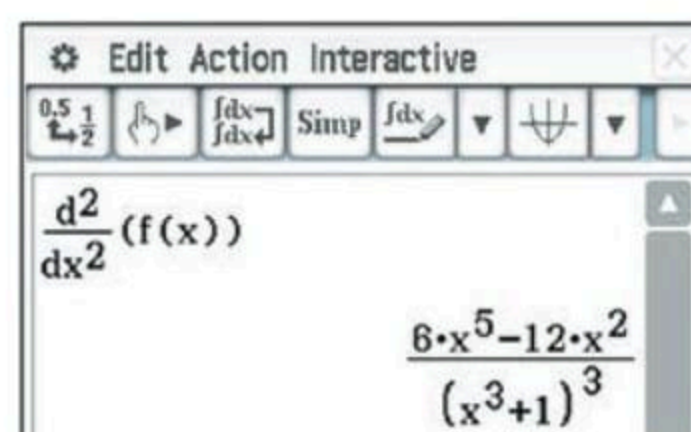 Edit Action Interactive
0.5 1/2 ∫dx ∫dx Simp ∫dx
d²/dx² (f(x))
(6·x⁵−12·x²)/(x³+1)³